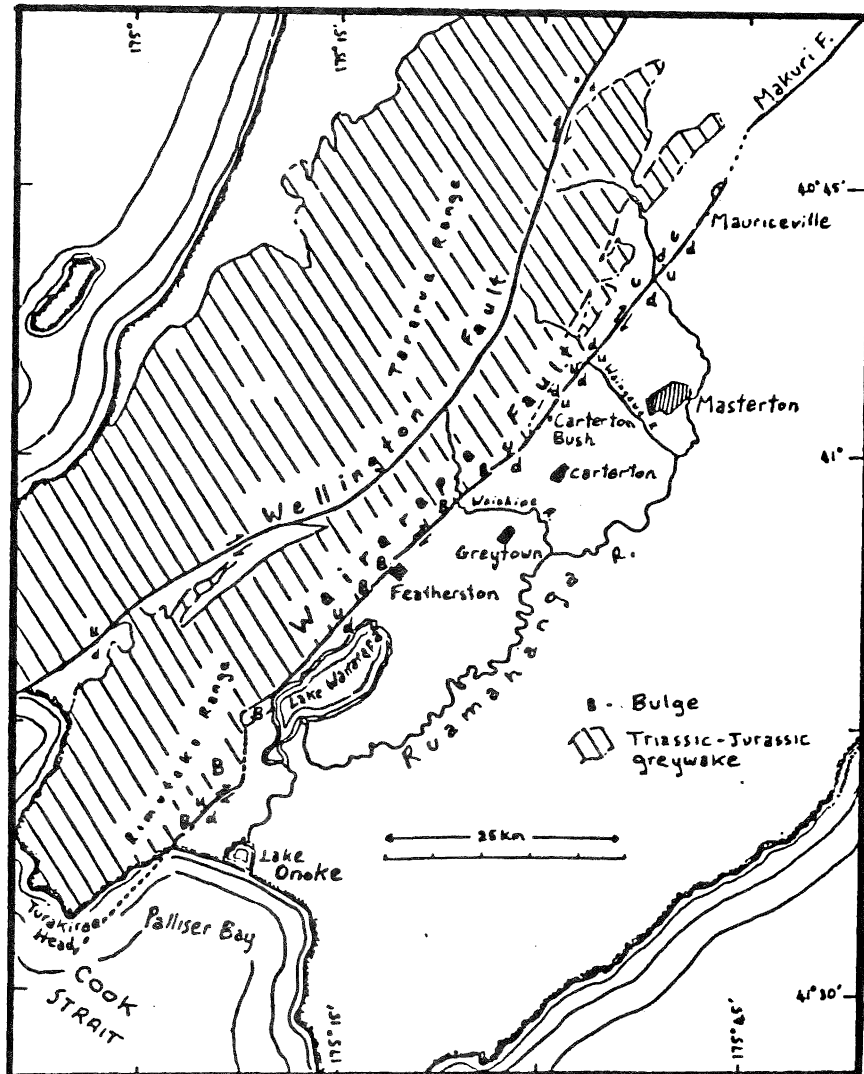 175°
175° 15'
Makuri F.
40° 45'
Mauriceville
Tararua Range
Wellington Fault
Wairarapa Fault
Waingawa R
Masterton
Carterton
Bush
41°
Carterton
Waiohine
Greytown
Featherston
Ruamahanga R.
Lake Wairarapa
B - Bulge
Triassic-Jurassic
greywake
Rimutaka Range
25 km
Lake
Onoke
Turakirae
Head
Palliser Bay
COOK
STRAIT
41° 30'
175° 15'
175° 45'